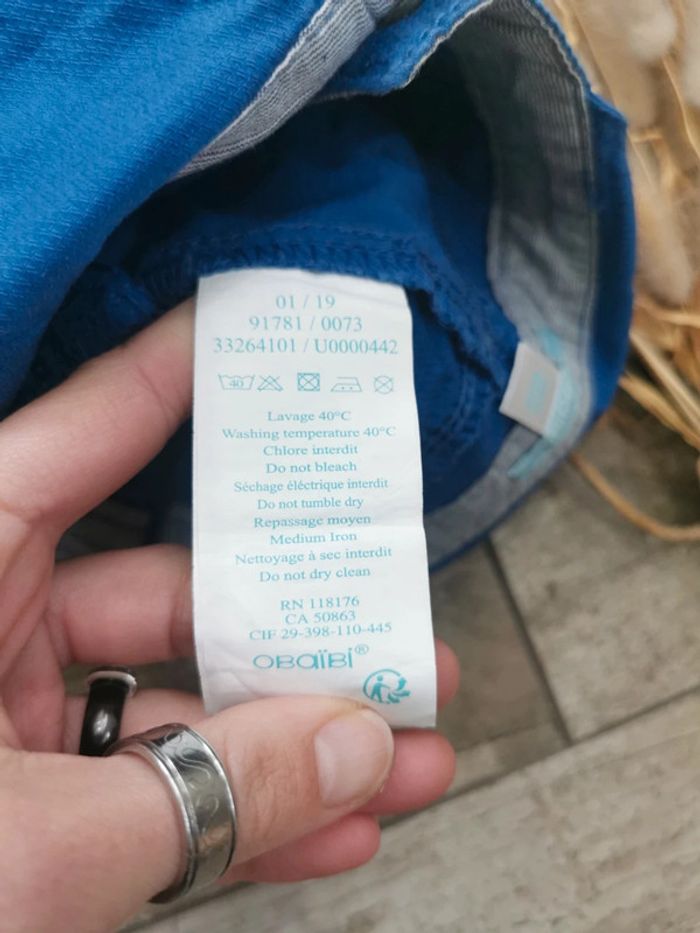 01 / 19
91781 / 0073
33264101 / U0000442
40
Lavage 40°C
Washing temperature 40°C
Chlore interdit
Do not bleach
Séchage éléctrique interdit
Do not tumble dry
Repassage moyen
Medium Iron
Nettoyage à sec interdit
Do not dry clean
RN 118176
CA 50863
CIF 29-398-110-445
OBaïBi®